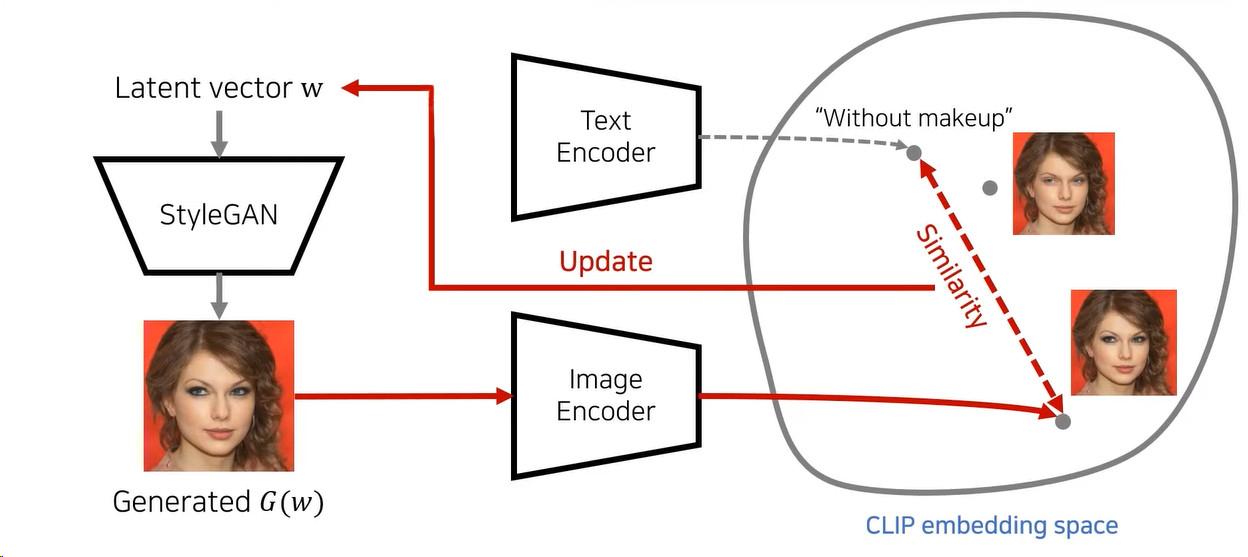 Latent vector w
StyleGAN
Generated G(w)
Text
Encoder
Update
Image
Encoder
“Without makeup”
Similarity
CLIP embedding space